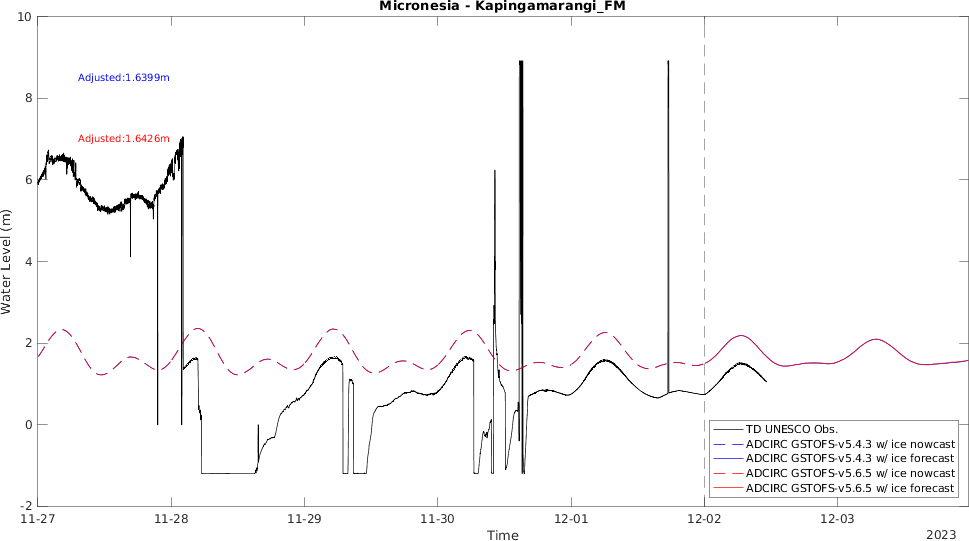 Micronesia - Kapingamarangi_FM
10
8
6
4
2
0
-2
Water Level (m)
Adjusted:1.6399m
Adjusted:1.6426m
TD UNESCO Obs.
ADCIRC GSTOFS-v5.4.3 w/ ice nowcast
ADCIRC GSTOFS-v5.4.3 w/ ice forecast
ADCIRC GSTOFS-v5.6.5 w/ ice nowcast
ADCIRC GSTOFS-v5.6.5 w/ ice forecast
11-27 11-28 11-29 11-30 12-01 12-02 12-03
Time
2023